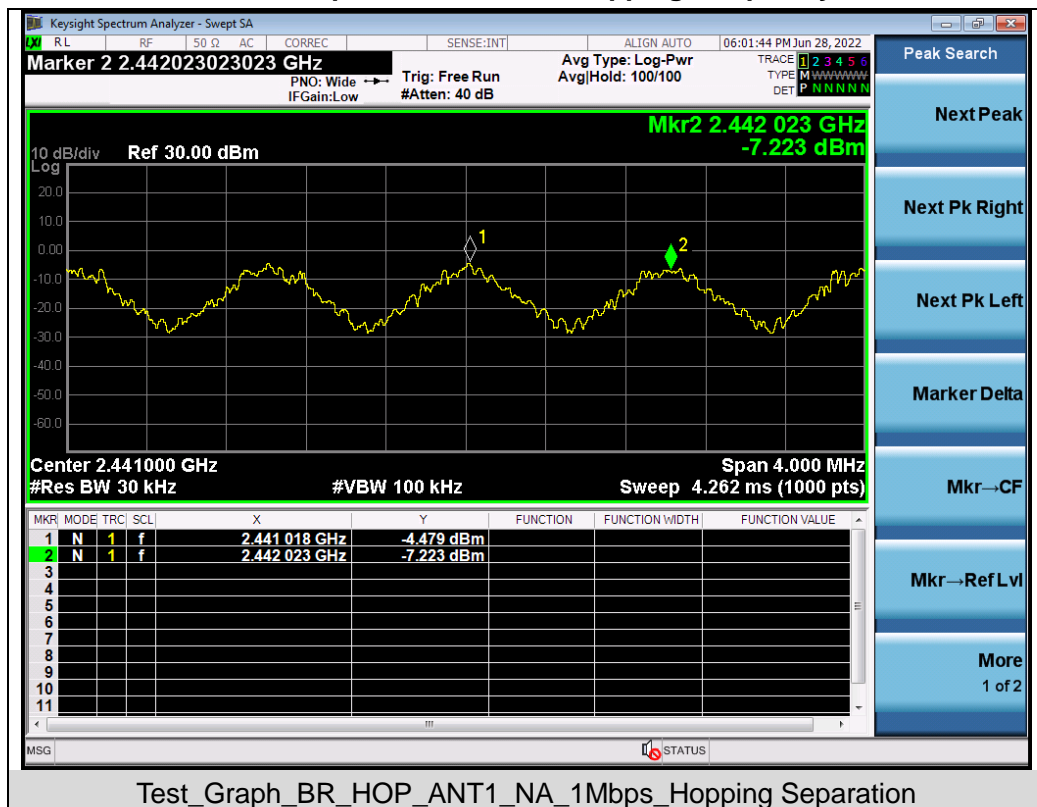 Keysight Spectrum Analyzer - Swept SA
LXI RL RF 50 Ω AC CORREC SENSE:INT ALIGN AUTO 06:01:44 PM Jun 28, 2022
Marker 2 2.442023023023 GHz
PNO: Wide
IFGain:Low
Trig: Free Run
#Atten: 40 dB
Avg Type: Log-Pwr
Avg|Hold: 100/100
TRACE 1 2 3 4 5 6
TYPE M WWWWW
DET P N N N N N
Mkr2 2.442 023 GHz
-7.223 dBm
10 dB/div Ref 30.00 dBm
Log
20.0
10.0
0.00
-10.0
-20.0
-30.0
-40.0
-50.0
-60.0
1
2
Center 2.441000 GHz Span 4.000 MHz
#Res BW 30 kHz #VBW 100 kHz Sweep 4.262 ms (1000 pts)
MKR MODE TRC SCL X Y FUNCTION FUNCTION WIDTH FUNCTION VALUE
1 N 1 f 2.441 018 GHz -4.479 dBm
2 N 1 f 2.442 023 GHz -7.223 dBm
3
4
5
6
7
8
9
10
11
MSG STATUS
Peak Search
Next Peak
Next Pk Right
Next Pk Left
Marker Delta
Mkr→CF
Mkr→Ref Lvl
More
1 of 2
Test_Graph_BR_HOP_ANT1_NA_1Mbps_Hopping Separation